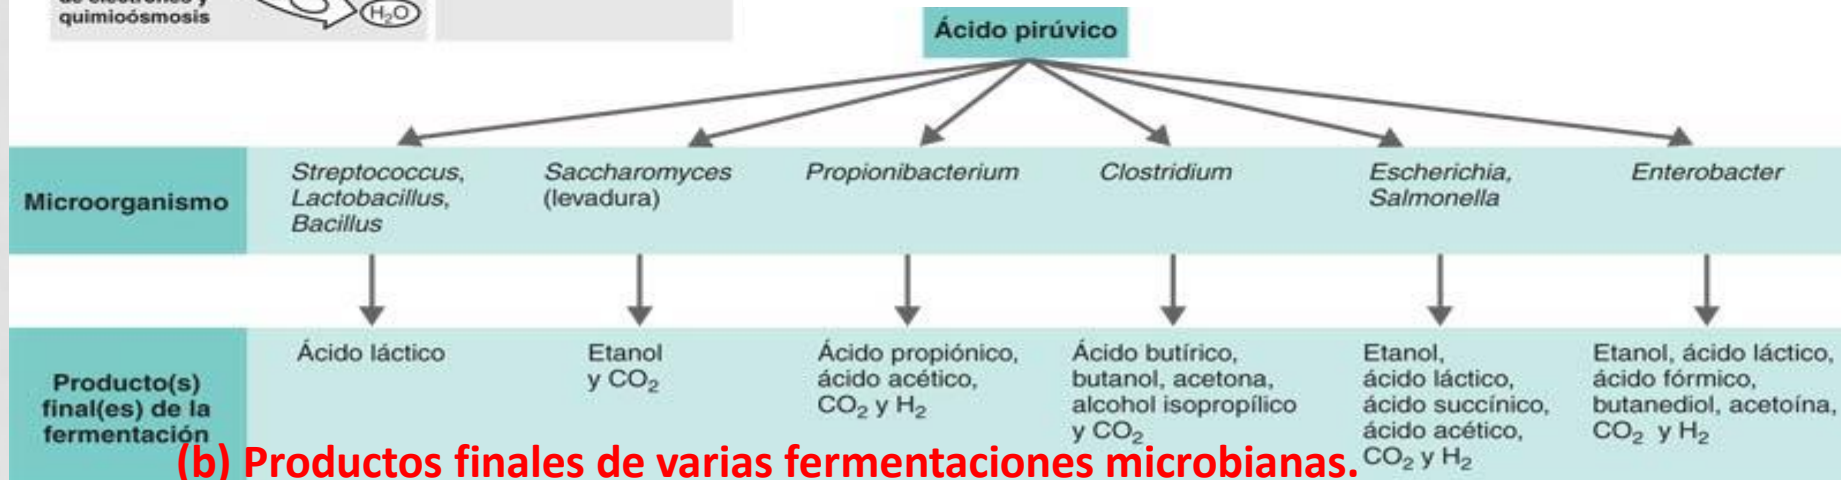 de electrones y
quimioósmosis
H₂O
Ácido pirúvico
Microorganismo
Streptococcus,
Lactobacillus,
Bacillus
Saccharomyces
(levadura)
Propionibacterium
Clostridium
Escherichia,
Salmonella
Enterobacter
Producto(s)
final(es) de la
fermentación
Ácido láctico
Etanol
y CO₂
Ácido propiónico,
ácido acético,
CO₂ y H₂
Ácido butírico,
butanol, acetona,
alcohol isopropílico
y CO₂
Etanol,
ácido láctico,
ácido succínico,
ácido acético,
CO₂ y H₂
Etanol, ácido láctico,
ácido fórmico,
butanediol, acetoína,
CO₂ y H₂
(b) Productos finales de varias fermentaciones microbianas.